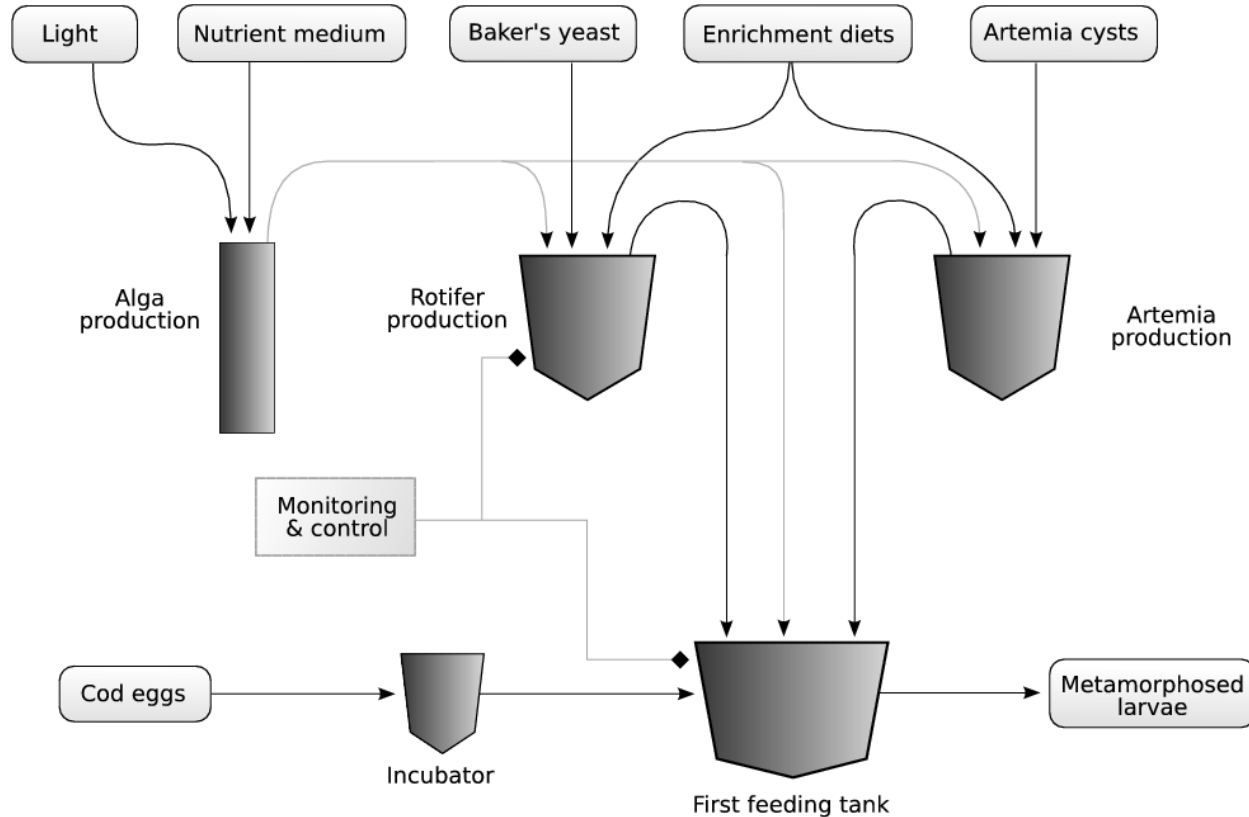 Light
Nutrient medium
Baker's yeast
Enrichment diets
Artemia cysts
Alga
production
Rotifer
production
Artemia
production
Monitoring
& control
Cod eggs
Incubator
First feeding tank
Metamorphosed
larvae